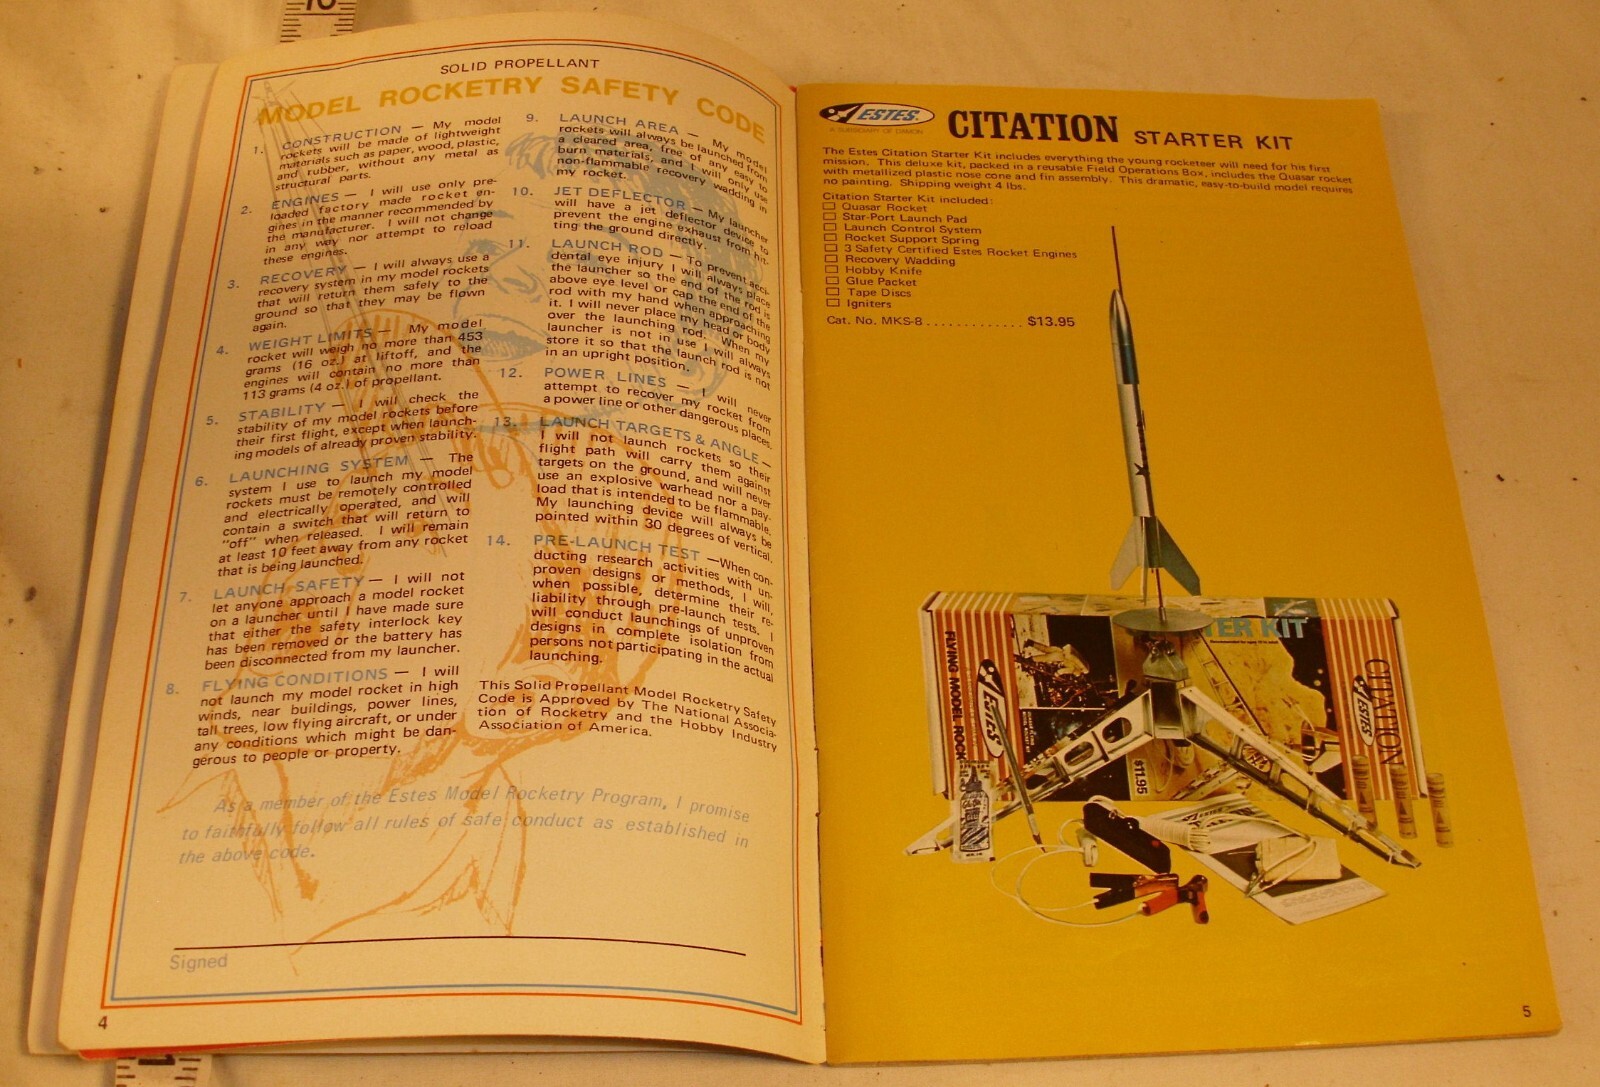 SOLID PROPELLANT
MODEL ROCKETRY SAFETY CODE
1. CONSTRUCTION — My model
rockets will be made of lightweight
materials such as paper, wood, plastic,
and rubber, without any metal as
structural parts.
2. ENGINES — I will use only pre-
loaded factory made rocket en-
gines in the manner recommended by
the manufacturer. I will not change
in any way nor attempt to reload
these engines.
3. RECOVERY — I will always use a
recovery system in my model rockets
that will return them safely to the
ground so that they may be flown
again.
4. WEIGHT LIMITS — My model
rocket will weigh no more than 453
grams (16 oz.) at liftoff, and the
engines will contain no more than
113 grams (4 oz.) of propellant.
5. STABILITY — I will check the
stability of my model rockets before
their first flight, except when launch-
ing models of already proven stability.
6. LAUNCHING SYSTEM — The
system I use to launch my model
rockets must be remotely controlled
and electrically operated, and will
contain a switch that will return to
"off" when released. I will remain
at least 10 feet away from any rocket
that is being launched.
7. LAUNCH SAFETY — I will not
let anyone approach a model rocket
on a launcher until I have made sure
that either the safety interlock key
has been removed or the battery has
been disconnected from my launcher.
8. FLYING CONDITIONS — I will
not launch my model rocket in high
winds, near buildings, power lines,
tall trees, low flying aircraft, or under
any conditions which might be dan-
gerous to people or property.
9. LAUNCH AREA — My model
rockets will always be launched from
a cleared area, free of any easy to
burn materials, and I will only use
non-flammable recovery wadding in
my rocket.
10. JET DEFLECTOR — My launcher
will have a jet deflector device to
prevent the engine exhaust from hit-
ting the ground directly.
11. LAUNCH ROD — To prevent acci-
dental eye injury I will always place
the launcher so the end of the rod is
above eye level or cap the end of the
rod with my hand when approaching
it. I will never place my head or body
over the launching rod. When my
launcher is not in use I will always
store it so that the launch rod is not
in an upright position.
12. POWER LINES — I will never
attempt to recover my rocket from
a power line or other dangerous places.
13. LAUNCH TARGETS & ANGLE —
I will not launch rockets so their
flight path will carry them against
targets on the ground, and will never
use an explosive warhead nor a pay-
load that is intended to be flammable.
My launching device will always be
pointed within 30 degrees of vertical.
14. PRE-LAUNCH TEST — When con-
ducting research activities with un-
proven designs or methods, I will,
when possible, determine their re-
liability through pre-launch tests. I
will conduct launchings of unproven
designs in complete isolation from
persons not participating in the actual
launching.
This Solid Propellant Model Rocketry Safety
Code is Approved by The National Associa-
tion of Rocketry and the Hobby Industry
Association of America.
As a member of the Estes Model Rocketry Program, I promise
to faithfully follow all rules of safe conduct as established in
the above code.
Signed
4
ESTES
A SUBSIDIARY OF DAMON
CITATION STARTER KIT
The Estes Citation Starter Kit includes everything the young rocketeer will need for his first
mission. This deluxe kit, packed in a reusable Field Operations Box, includes the Quasar rocket
with metallized plastic nose cone and fin assembly. This dramatic, easy-to-build model requires
no painting. Shipping weight 4 lbs.
Citation Starter Kit included:
Quasar Rocket
Star-Port Launch Pad
Launch Control System
Rocket Support Spring
3 Safety Certified Estes Rocket Engines
Recovery Wadding
Hobby Knife
Glue Packet
Tape Discs
Igniters
Cat. No. MKS-8 . . . . . . . . . . . . . $13.95
TER KIT
FLYING MODEL ROCK
ESTES
$11.95
ESTES
CITATION
5